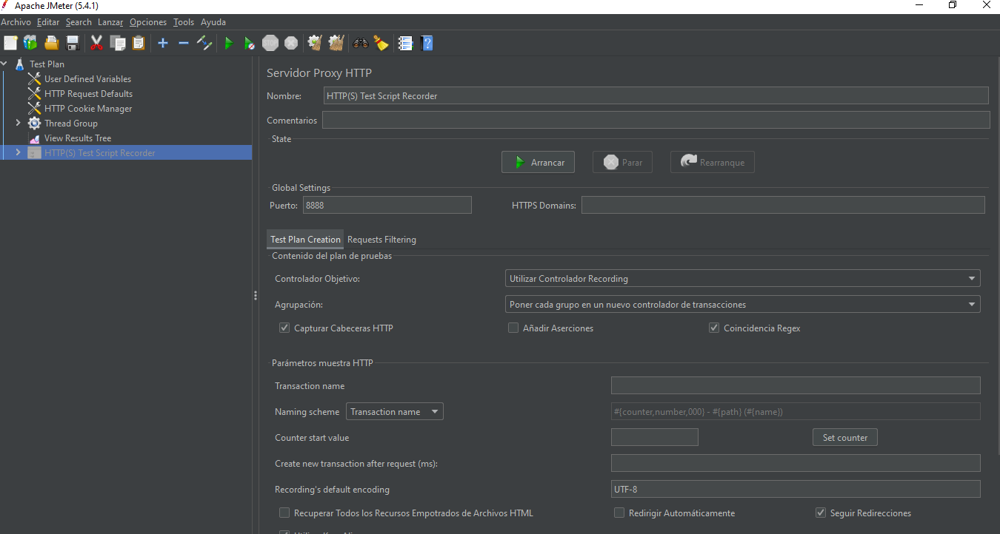 Apache JMeter (5.4.1)
Archivo Editar Search Lanzar Opciones Tools Ayuda
STOP
Test Plan
User Defined Variables
HTTP Request Defaults
HTTP Cookie Manager
Thread Group
View Results Tree
HTTP(S) Test Script Recorder
Servidor Proxy HTTP
Nombre: HTTP(S) Test Script Recorder
Comentarios
State
Arrancar Parar Rearranque
Global Settings
Puerto: 8888 HTTPS Domains:
Test Plan Creation Requests Filtering
Contenido del plan de pruebas
Controlador Objetivo: Utilizar Controlador Recording
Agrupación: Poner cada grupo en un nuevo controlador de transacciones
Capturar Cabeceras HTTP Añadir Aserciones Coincidencia Regex
Parámetros muestra HTTP
Transaction name
Naming scheme Transaction name #{counter,number,000} - #{path} (#{name})
Counter start value Set counter
Create new transaction after request (ms):
Recording's default encoding UTF-8
Recuperar Todos los Recursos Empotrados de Archivos HTML Redirigir Automáticamente Seguir Redirecciones